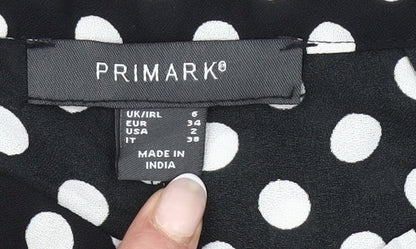 PRIMARK®
UK/IRL 6
EUR 34
USA 2
IT 38
MADE IN
INDIA